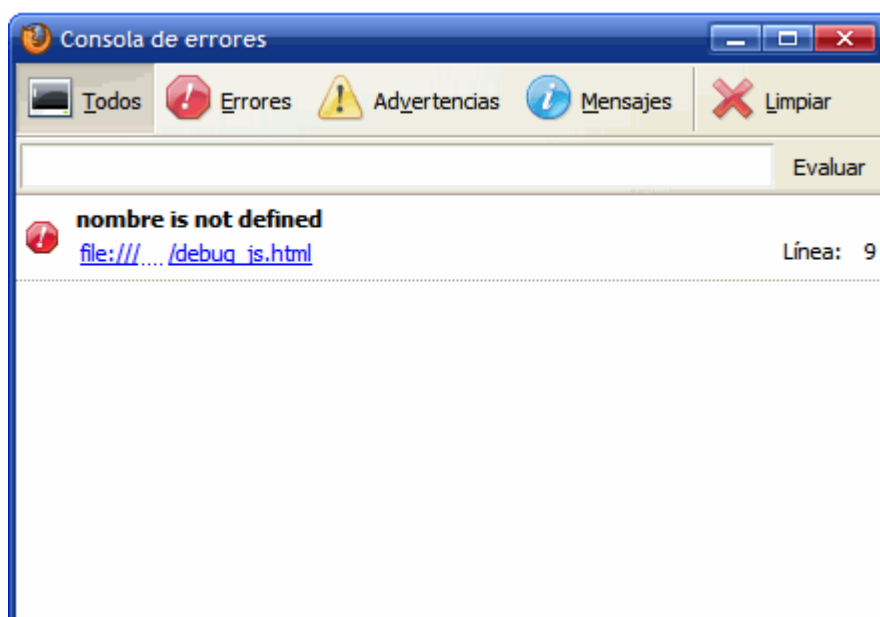 Consola de errores
Todos Errores Advertencias Mensajes Limpiar
Evaluar
nombre is not defined
file:///.... /debug_js.html Línea: 9